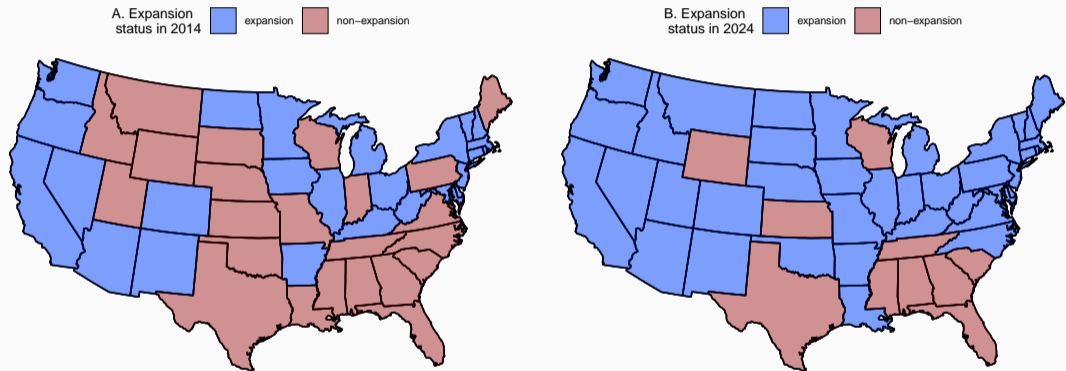 A. Expansion
status in 2014
expansion
non−expansion
B. Expansion
status in 2024
expansion
non−expansion